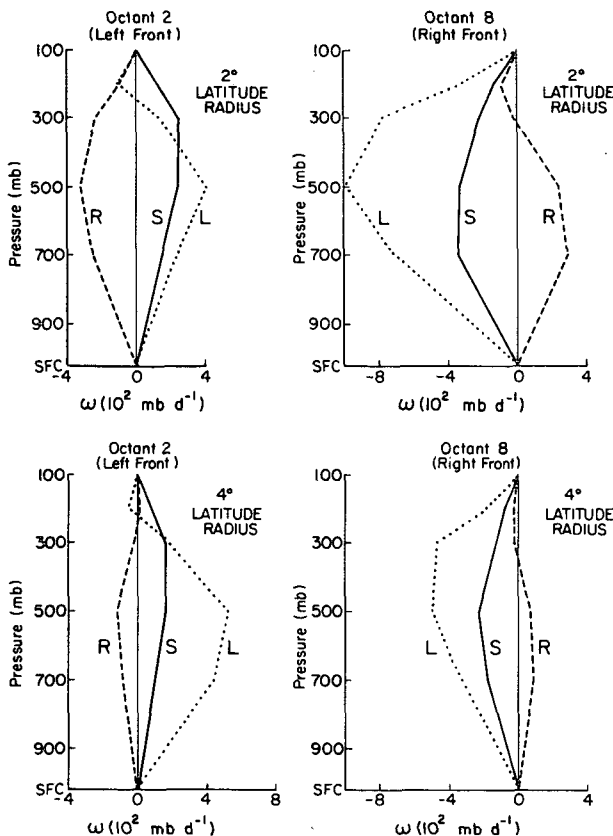 Octant 2
(Left Front)
100
300
500
700
900
SFC
Pressure (mb)
2°
LATITUDE
RADIUS
R
S
L
-4
0
4
ω (10² mb d⁻¹)
Octant 8
(Right Front)
100
300
500
700
900
SFC
Pressure (mb)
2°
LATITUDE
RADIUS
L
S
R
-8
-4
0
4
ω (10² mb d⁻¹)
Octant 2
(Left Front)
100
300
500
700
900
SFC
Pressure (mb)
4°
LATITUDE
RADIUS
R
S
L
-4
0
4
8
ω (10² mb d⁻¹)
Octant 8
(Right Front)
100
300
500
700
900
SFC
Pressure (mb)
4°
LATITUDE
RADIUS
L
S
R
-8
-4
0
4
ω (10² mb d⁻¹)